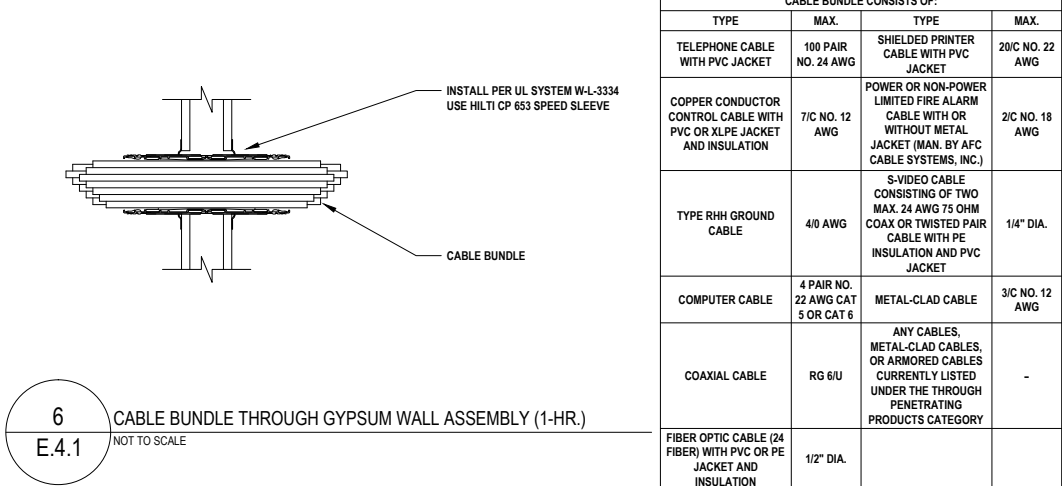 INSTALL PER UL SYSTEM W-L-3334
USE HILTI CP 653 SPEED SLEEVE
CABLE BUNDLE
6
E.4.1
CABLE BUNDLE THROUGH GYPSUM WALL ASSEMBLY (1-HR.)
NOT TO SCALE
CABLE BUNDLE CONSISTS OF:
TYPE
MAX.
TYPE
MAX.
TELEPHONE CABLE
WITH PVC JACKET
100 PAIR
NO. 24 AWG
SHIELDED PRINTER
CABLE WITH PVC
JACKET
20/C NO. 22
AWG
COPPER CONDUCTOR
CONTROL CABLE WITH
PVC OR XLPE JACKET
AND INSULATION
7/C NO. 12
AWG
POWER OR NON-POWER
LIMITED FIRE ALARM
CABLE WITH OR
WITHOUT METAL
JACKET (MAN. BY AFC
CABLE SYSTEMS, INC.)
2/C NO. 18
AWG
TYPE RHH GROUND
CABLE
4/0 AWG
S-VIDEO CABLE
CONSISTING OF TWO
MAX. 24 AWG 75 OHM
COAX OR TWISTED PAIR
CABLE WITH PE
INSULATION AND PVC
JACKET
1/4" DIA.
COMPUTER CABLE
4 PAIR NO.
22 AWG CAT
5 OR CAT 6
METAL-CLAD CABLE
3/C NO. 12
AWG
COAXIAL CABLE
RG 6/U
ANY CABLES,
METAL-CLAD CABLES,
OR ARMORED CABLES
CURRENTLY LISTED
UNDER THE THROUGH
PENETRATING
PRODUCTS CATEGORY
-
FIBER OPTIC CABLE (24
FIBER) WITH PVC OR PE
JACKET AND
INSULATION
1/2" DIA.